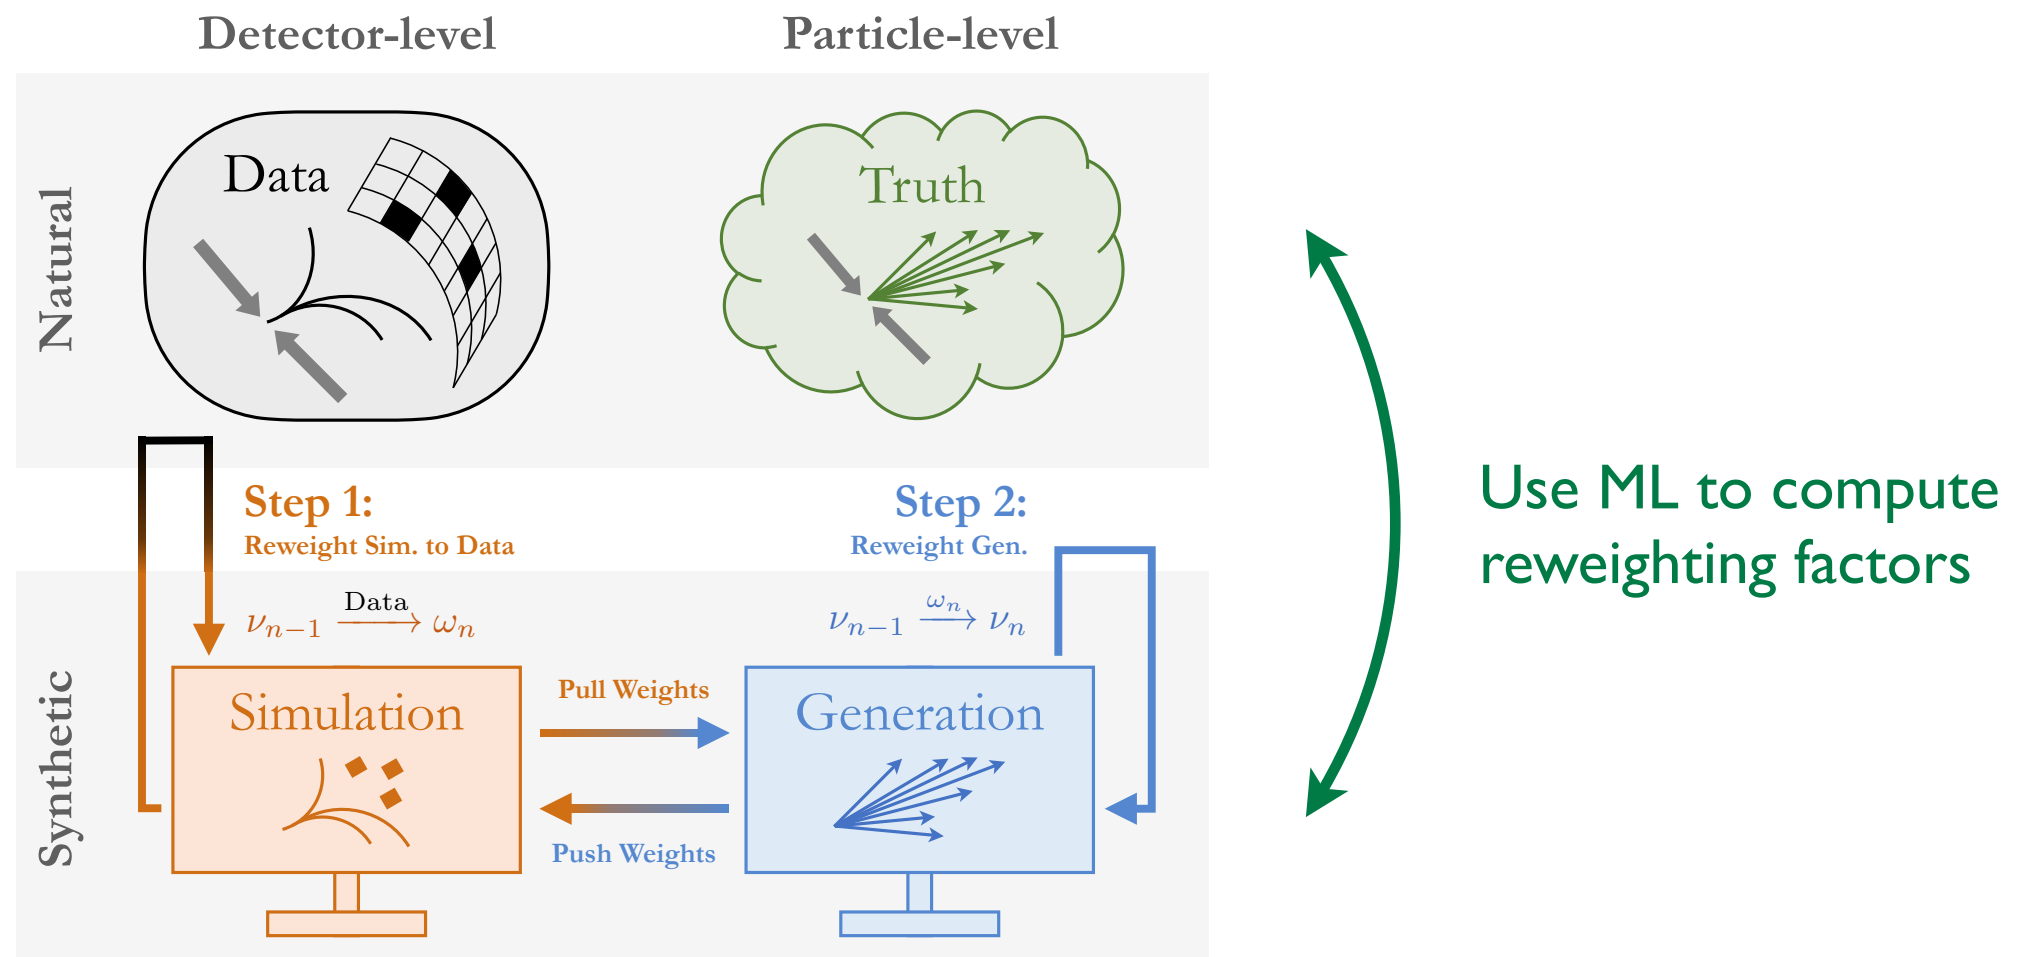 Detector-level
Particle-level
Natural
Data
Truth
Step 1:
Reweight Sim. to Data
Step 2:
Reweight Gen.
νₙ₋₁ —Data→ ωₙ
νₙ₋₁ —ωₙ→ νₙ
Synthetic
Simulation
Pull Weights
Push Weights
Generation
Use ML to compute
reweighting factors